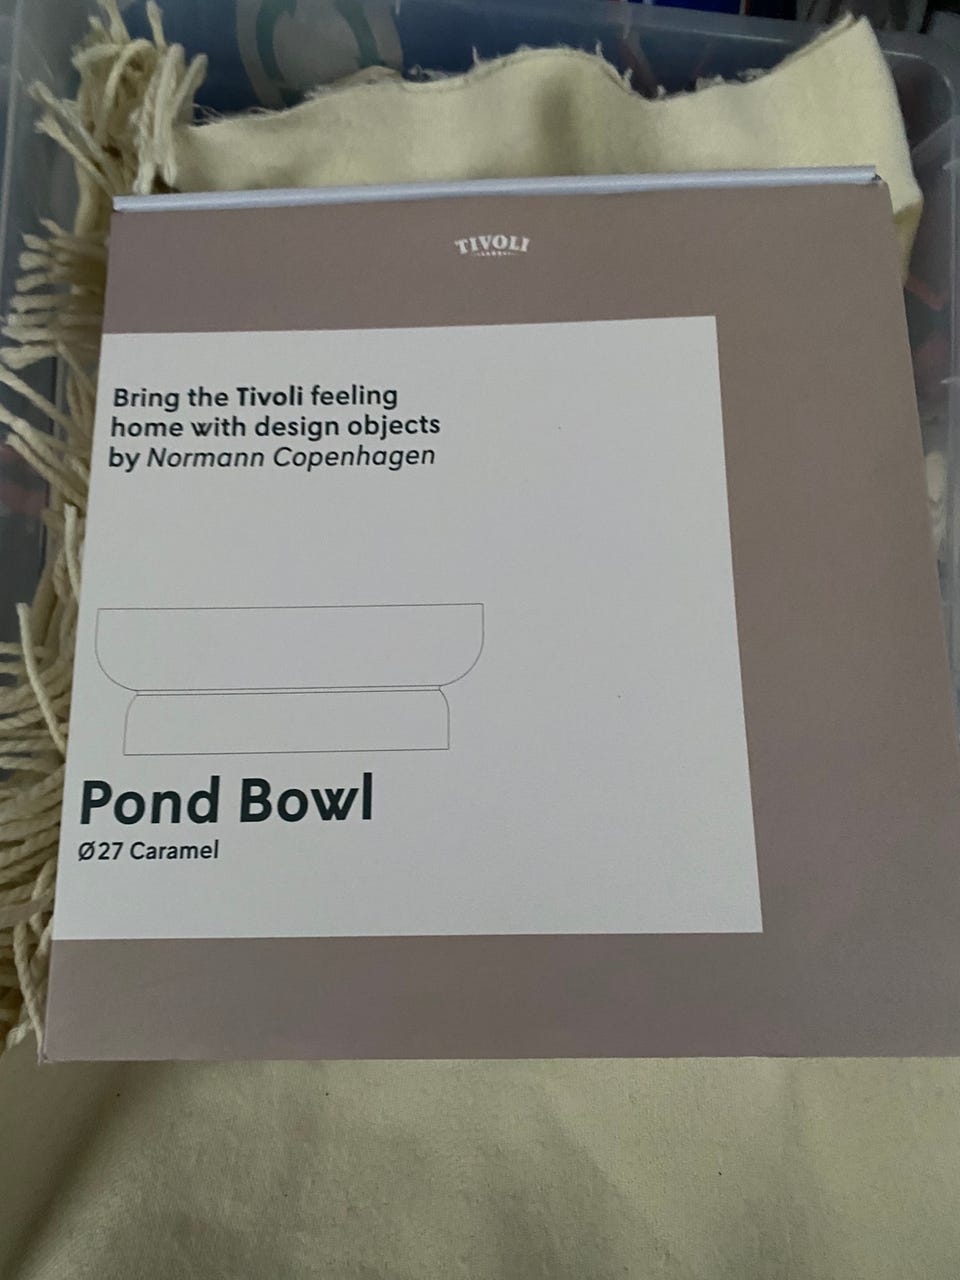 TIVOLI
Bring the Tivoli feeling
home with design objects
by Normann Copenhagen
Pond Bowl
Ø27 Caramel